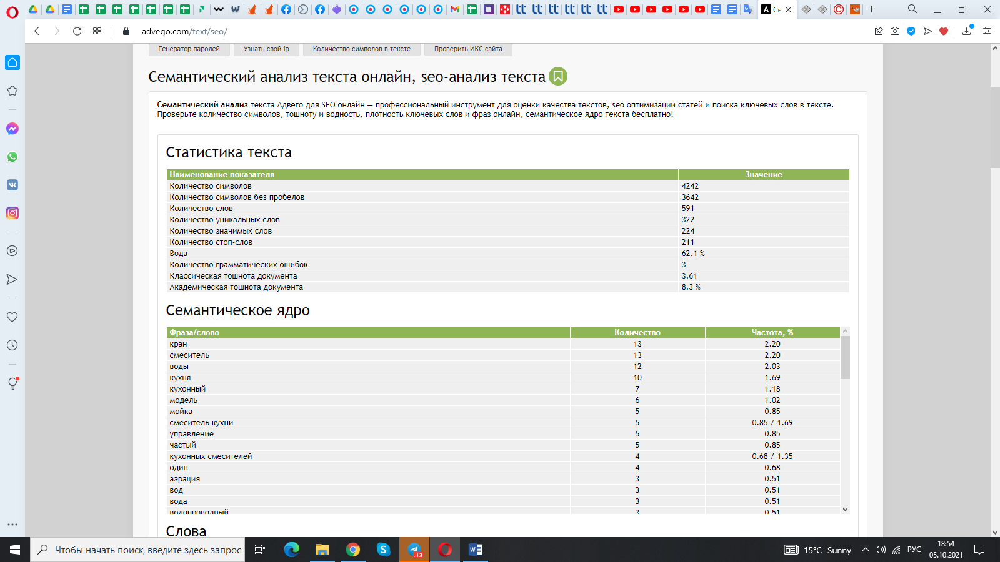 Се
advego.com/text/seo/
Генератор паролей Узнать свой ip Количество символов в тексте Проверить ИКС сайта
Семантический анализ текста онлайн, seo-анализ текста
Семантический анализ текста Адвего для SEO онлайн — профессиональный инструмент для оценки качества текстов, seo оптимизации статей и поиска ключевых слов в тексте.
Проверьте количество символов, тошноту и водность, плотность ключевых слов и фраз онлайн, семантическое ядро текста бесплатно!
Статистика текста
Наименование показателя Значение
Количество символов 4242
Количество символов без пробелов 3642
Количество слов 591
Количество уникальных слов 322
Количество значимых слов 224
Количество стоп-слов 211
Вода 62.1 %
Количество грамматических ошибок 3
Классическая тошнота документа 3.61
Академическая тошнота документа 8.3 %
Семантическое ядро
Фраза/слово Количество Частота, %
кран 13 2.20
смеситель 13 2.20
воды 12 2.03
кухня 10 1.69
кухонный 7 1.18
модель 6 1.02
мойка 5 0.85
смеситель кухни 5 0.85 / 1.69
управление 5 0.85
частый 5 0.85
кухонных смесителей 4 0.68 / 1.35
один 4 0.68
аэрация 3 0.51
вод 3 0.51
вода 3 0.51
водопроводный 3 0.51
Слова
Чтобы начать поиск, введите здесь запрос
..13
15°C Sunny
РУС
18:54
05.10.2021